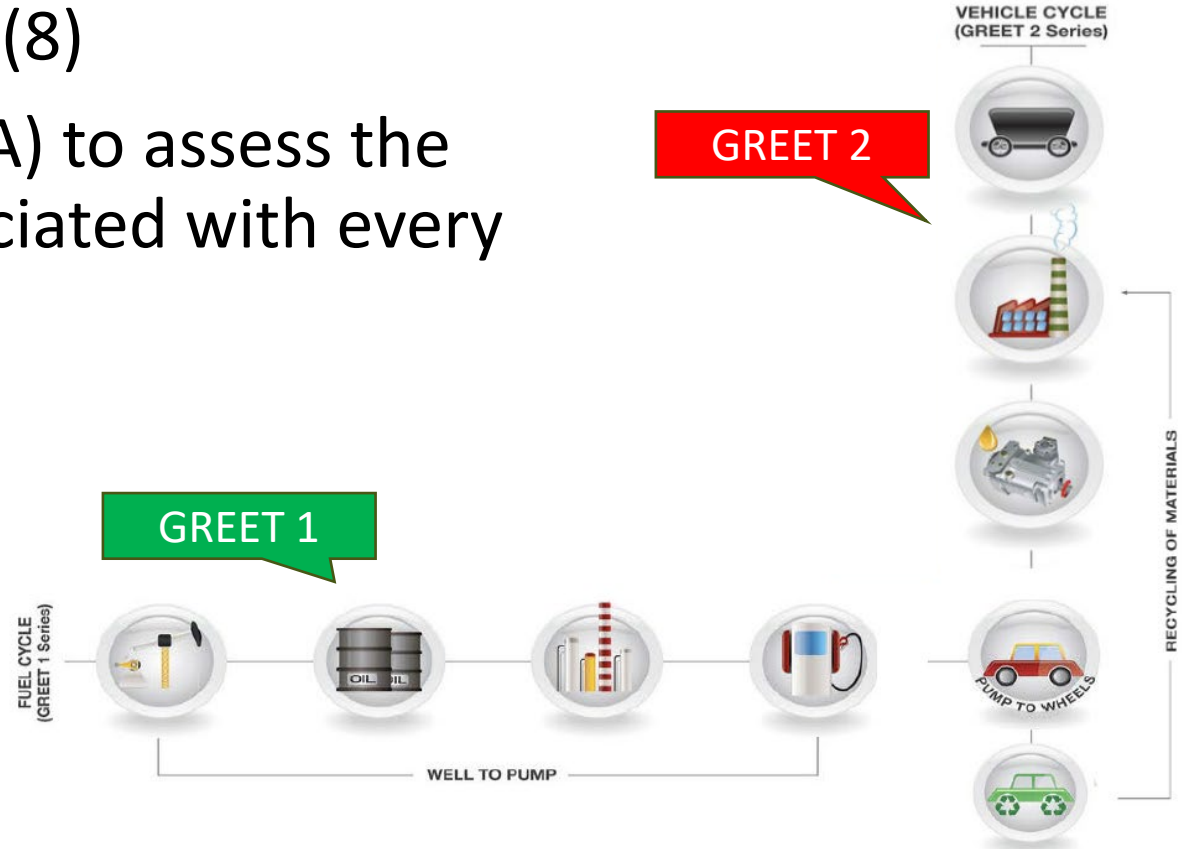 (8)
A) to assess the
ciated with every
VEHICLE CYCLE
(GREET 2 Series)
GREET 2
GREET 1
RECYCLING OF MATERIALS
FUEL CYCLE
(GREET 1 Series)
OIL OIL
PUMP TO WHEELS
WELL TO PUMP